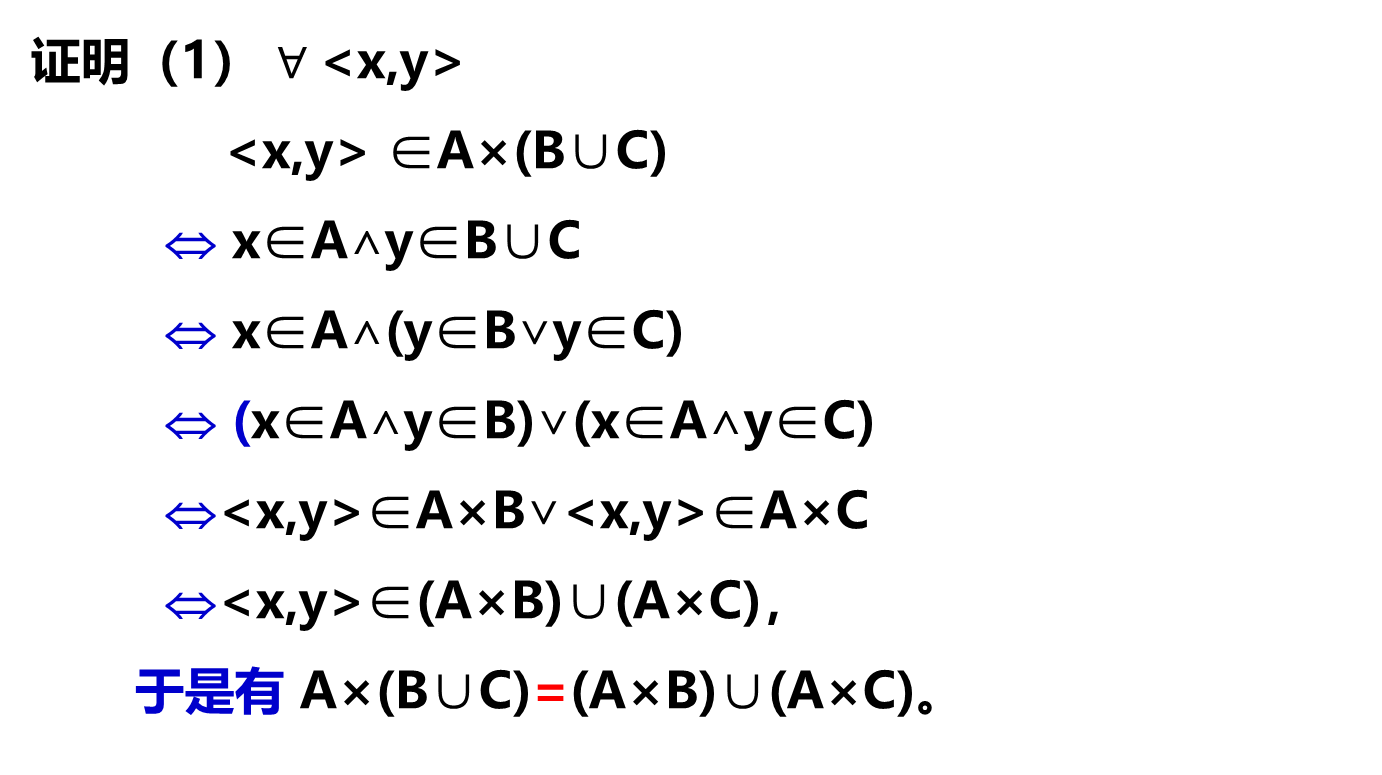 证明（1） ∀ <x,y>
<x,y> ∈A×(B∪C)
⇔ x∈A∧y∈B∪C
⇔ x∈A∧(y∈B∨y∈C)
⇔ (x∈A∧y∈B)∨(x∈A∧y∈C)
⇔<x,y>∈A×B∨<x,y>∈A×C
⇔<x,y>∈(A×B)∪(A×C),
于是有 A×(B∪C)=(A×B)∪(A×C)。